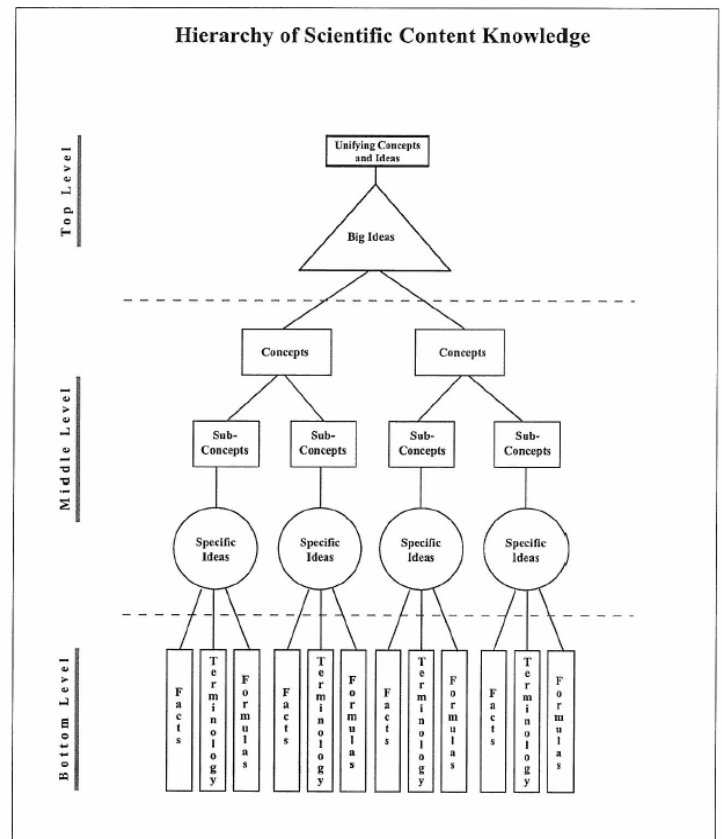 Hierarchy of Scientific Content Knowledge
Top Level
Unifying Concepts
and Ideas
Big Ideas
Middle Level
Concepts
Concepts
Sub-
Concepts
Sub-
Concepts
Sub-
Concepts
Sub-
Concepts
Specific
Ideas
Specific
Ideas
Specific
Ideas
Specific
Ideas
Bottom Level
Facts
Terminology
Formulas
Facts
Terminology
Formulas
Facts
Terminology
Formulas
Facts
Terminology
Formulas